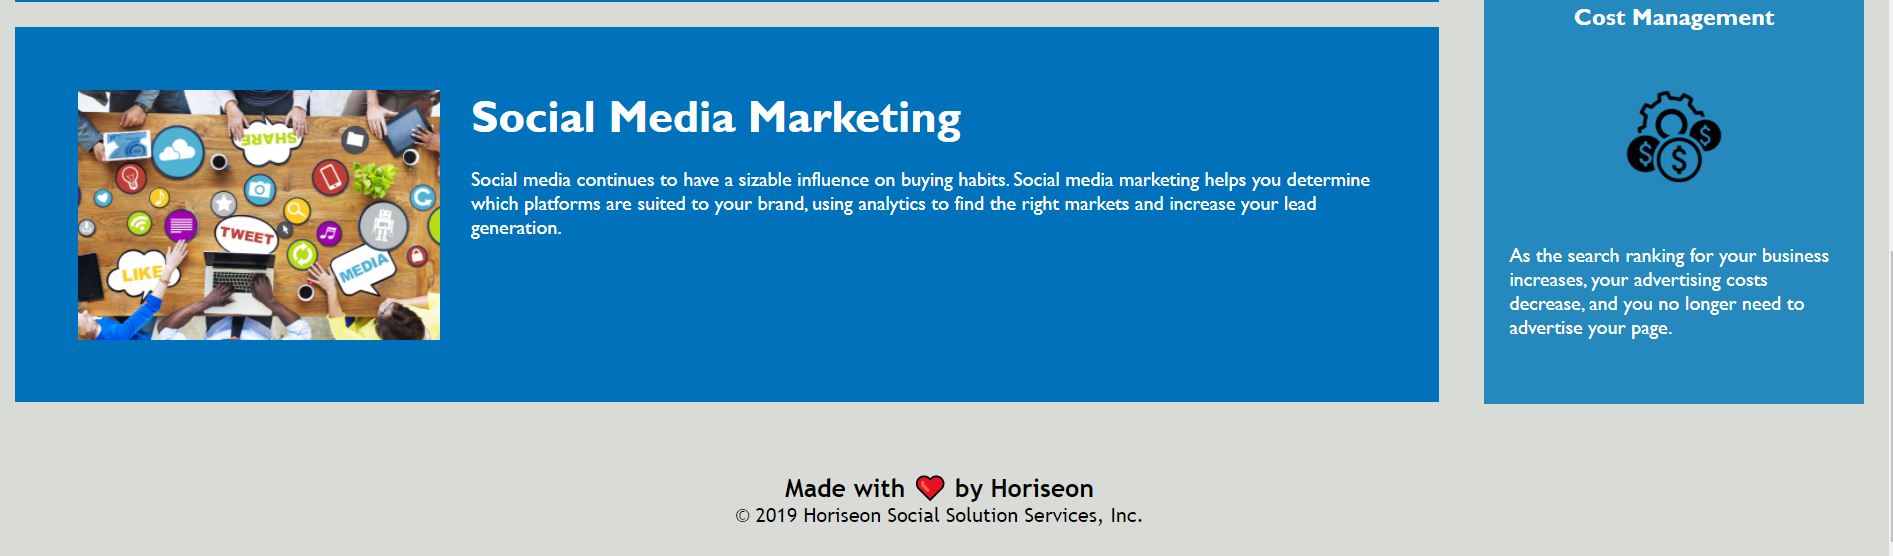 Cost Management
SHARE
TWEET
LIKE
MEDIA
Social Media Marketing
Social media continues to have a sizable influence on buying habits. Social media marketing helps you determine
which platforms are suited to your brand, using analytics to find the right markets and increase your lead
generation.
As the search ranking for your business
increases, your advertising costs
decrease, and you no longer need to
advertise your page.
Made with ❤️ by Horiseon
© 2019 Horiseon Social Solution Services, Inc.